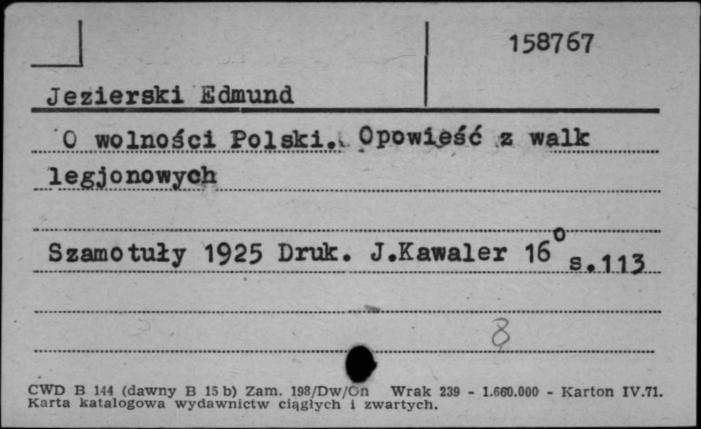 158767
Jezierski Edmund
O wolności Polski. Opowieść z walk
legjonowych
Szamotuły 1925 Druk. J.Kawaler 16° s.113
8
CWD B 144 (dawny B 15 b) Zam. 198/Dw/On Wrak 239 - 1.660.000 - Karton IV.71.
Karta katalogowa wydawnictw ciągłych i zwartych.